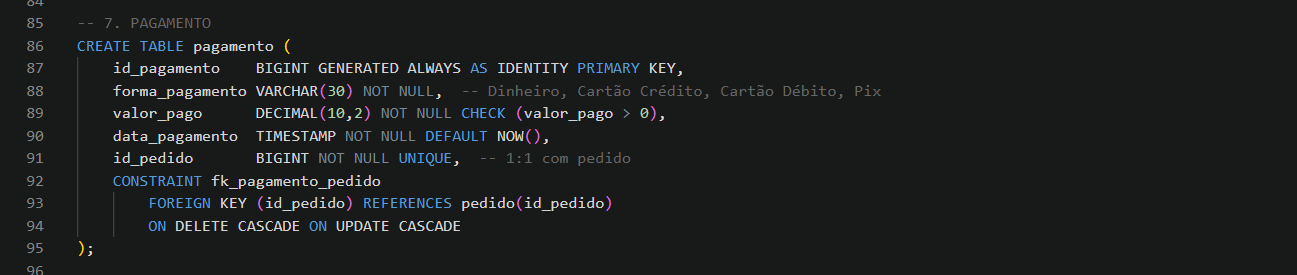 84
85 -- 7. PAGAMENTO
86 CREATE TABLE pagamento (
87 id_pagamento BIGINT GENERATED ALWAYS AS IDENTITY PRIMARY KEY,
88 forma_pagamento VARCHAR(30) NOT NULL, -- Dinheiro, Cartão Crédito, Cartão Débito, Pix
89 valor_pago DECIMAL(10,2) NOT NULL CHECK (valor_pago > 0),
90 data_pagamento TIMESTAMP NOT NULL DEFAULT NOW(),
91 id_pedido BIGINT NOT NULL UNIQUE, -- 1:1 com pedido
92 CONSTRAINT fk_pagamento_pedido
93 FOREIGN KEY (id_pedido) REFERENCES pedido(id_pedido)
94 ON DELETE CASCADE ON UPDATE CASCADE
95 );
96